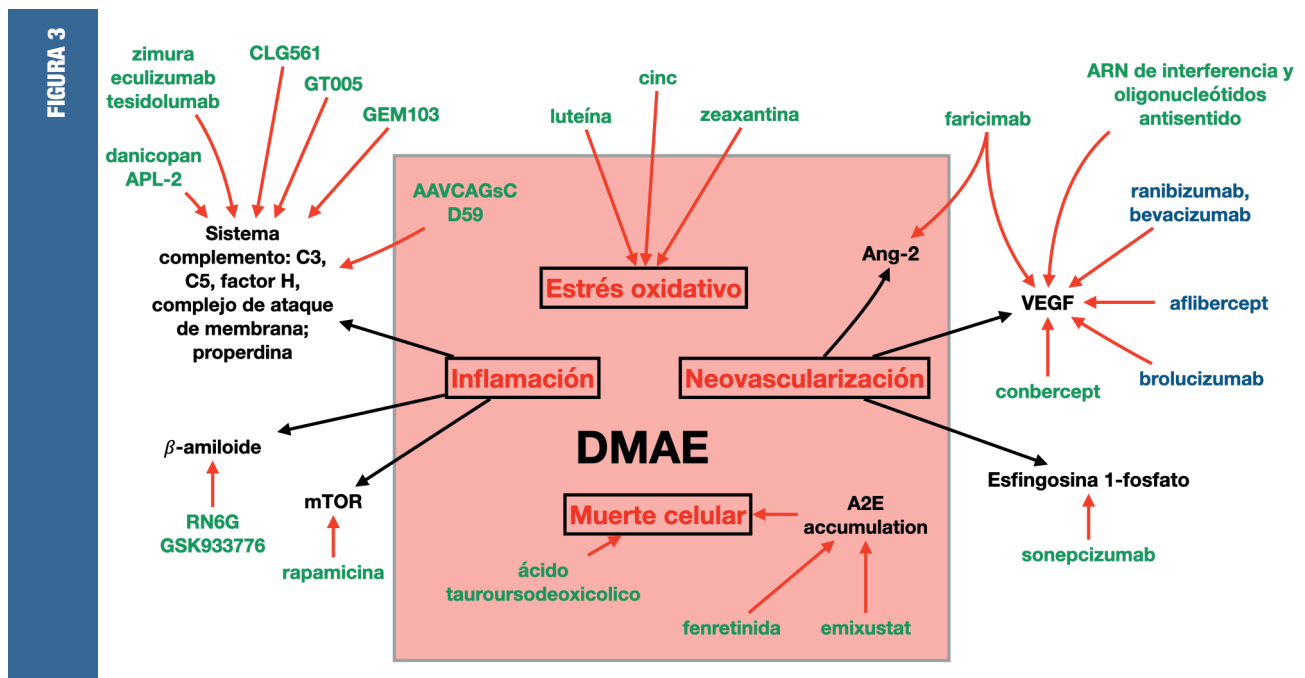 FIGURA 3
zimura
eculizumab
tesidolumab
CLG561
GT005
GEM103
danicopan
APL-2
AAVCAGsC
D59
Sistema
complemento: C3,
C5, factor H,
complejo de ataque
de membrana;
properdina
luteína
cinc
zeaxantina
Estrés oxidativo
faricimab
ARN de interferencia y
oligonucleótidos
antisentido
ranibizumab,
bevacizumab
Ang-2
VEGF
aflibercept
brolucizumab
conbercept
Inflamación
Neovascularización
DMAE
β-amiloide
RN6G
GSK933776
mTOR
rapamicina
Muerte celular
A2E
accumulation
ácido
tauroursodeoxicolico
fenretinida
emixustat
Esfingosina 1-fosfato
sonepcizumab